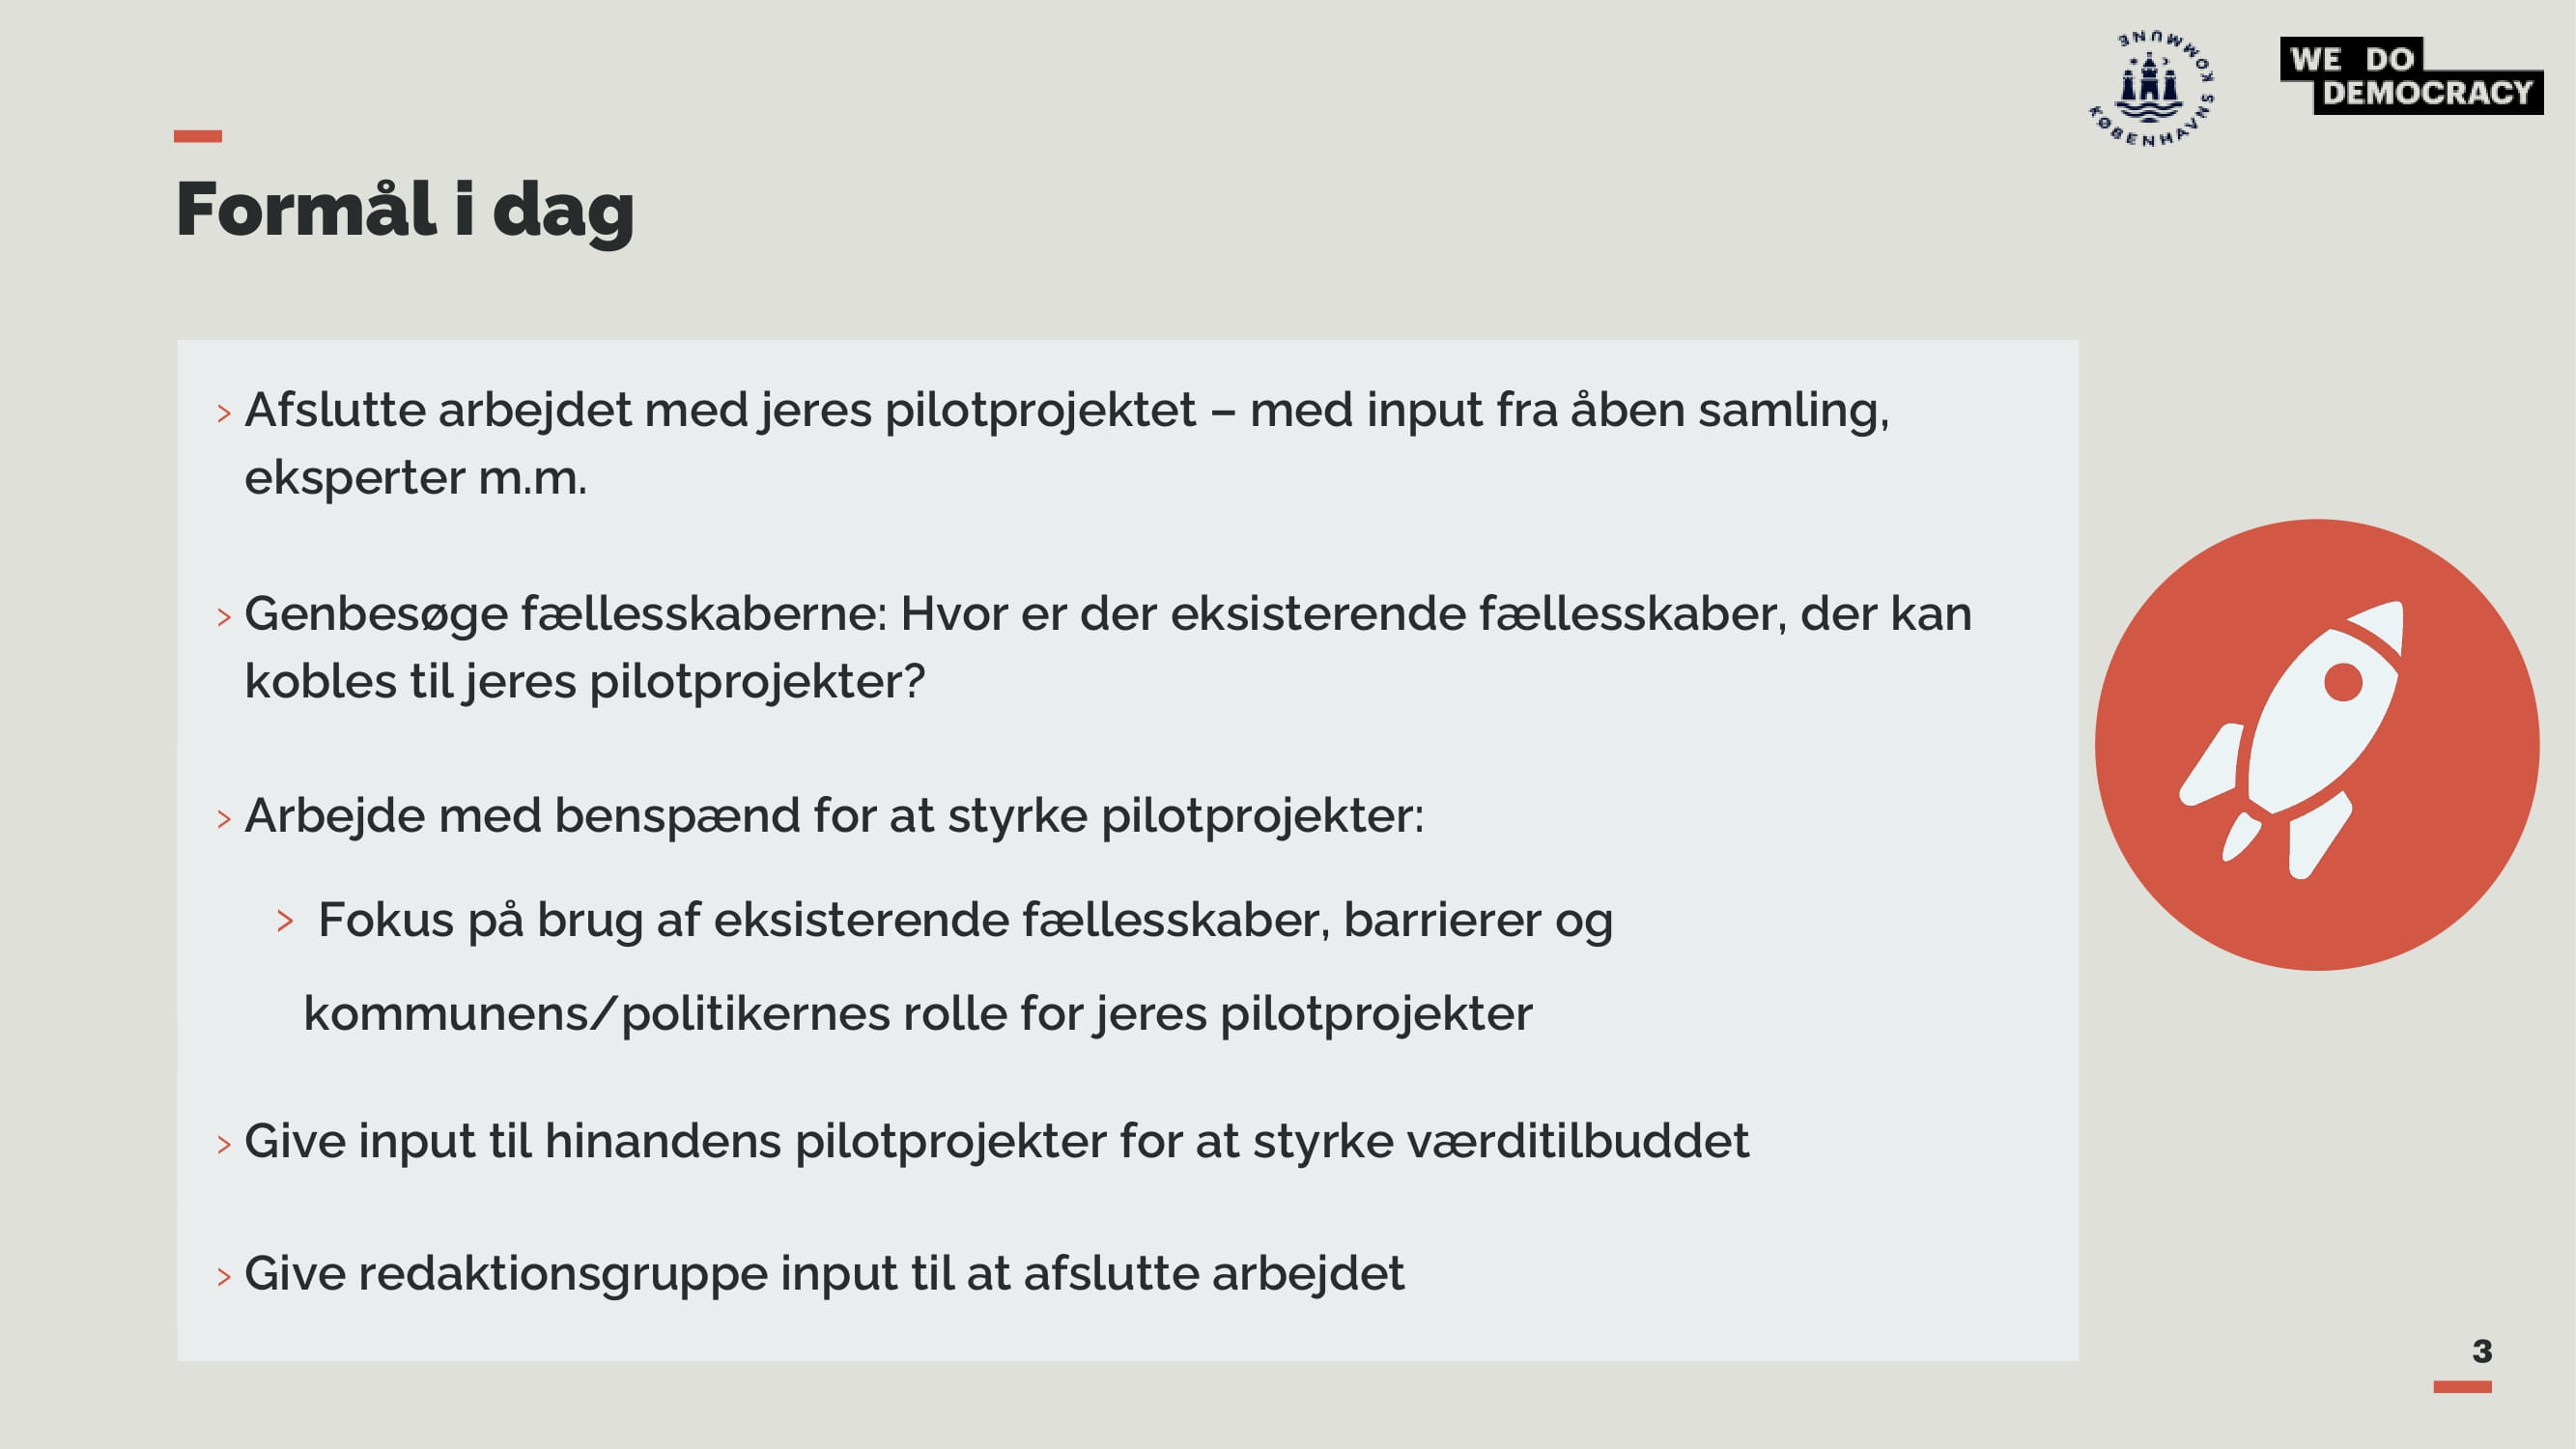 KØBENHAVNS KOMMUNE
WE DO
DEMOCRACY
Formål i dag
> Afslutte arbejdet med jeres pilotprojektet – med input fra åben samling,
eksperter m.m.
> Genbesøge fællesskaberne: Hvor er der eksisterende fællesskaber, der kan
kobles til jeres pilotprojekter?
> Arbejde med benspænd for at styrke pilotprojekter:
> Fokus på brug af eksisterende fællesskaber, barrierer og
kommunens/politikernes rolle for jeres pilotprojekter
> Give input til hinandens pilotprojekter for at styrke værditilbuddet
> Give redaktionsgruppe input til at afslutte arbejdet
3